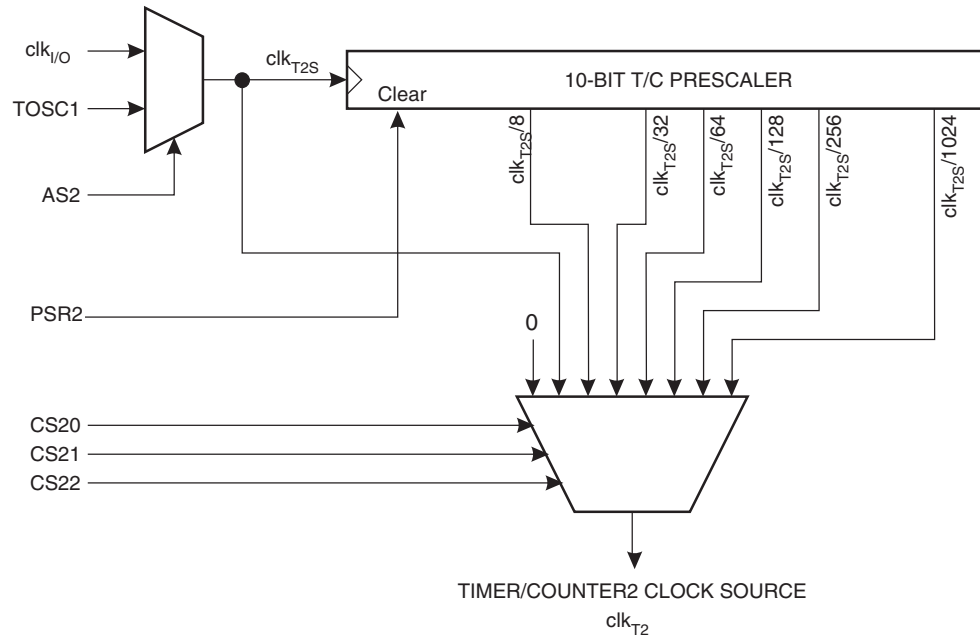 clkI/O
clkT2S
10-BIT T/C PRESCALER
TOSC1
Clear
clkT2S/8
clkT2S/32
clkT2S/64
clkT2S/128
clkT2S/256
clkT2S/1024
AS2
PSR2
0
CS20
CS21
CS22
TIMER/COUNTER2 CLOCK SOURCE
clkT2